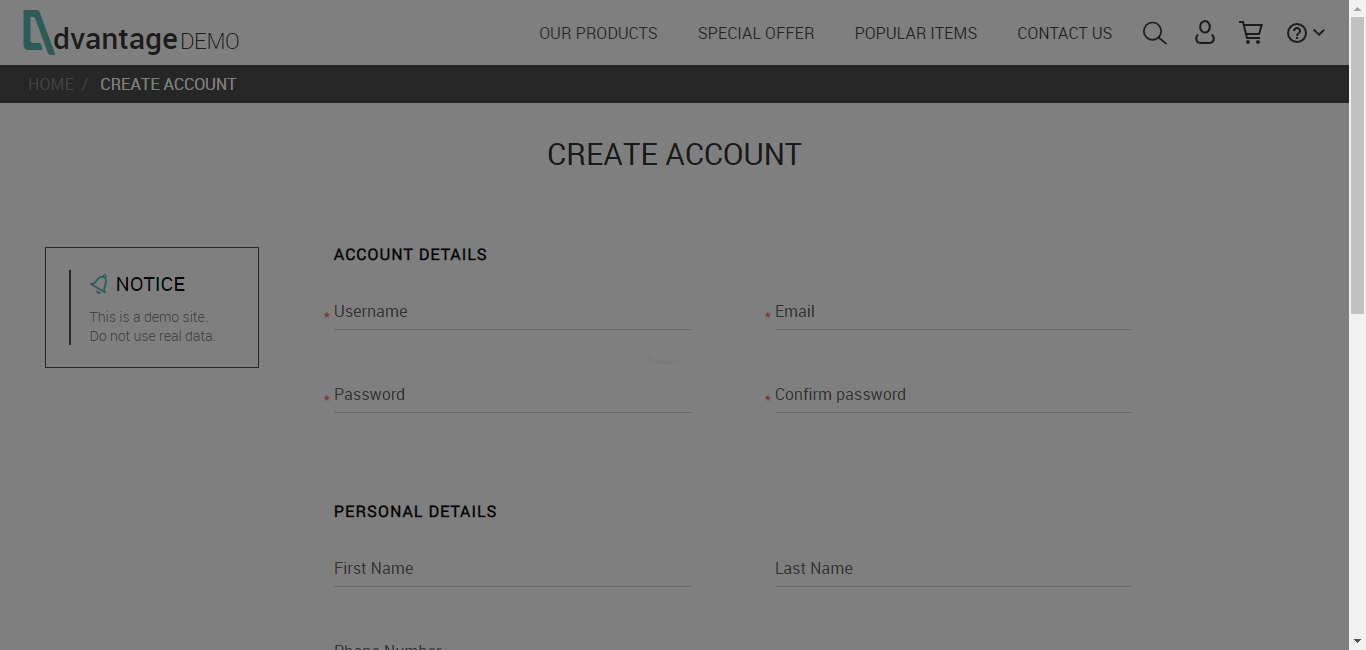 dvantage DEMO
OUR PRODUCTS SPECIAL OFFER POPULAR ITEMS CONTACT US ?
HOME / CREATE ACCOUNT
CREATE ACCOUNT
NOTICE
This is a demo site.
Do not use real data.
ACCOUNT DETAILS
* Username * Email
* Password * Confirm password
PERSONAL DETAILS
First Name Last Name
Phone Number